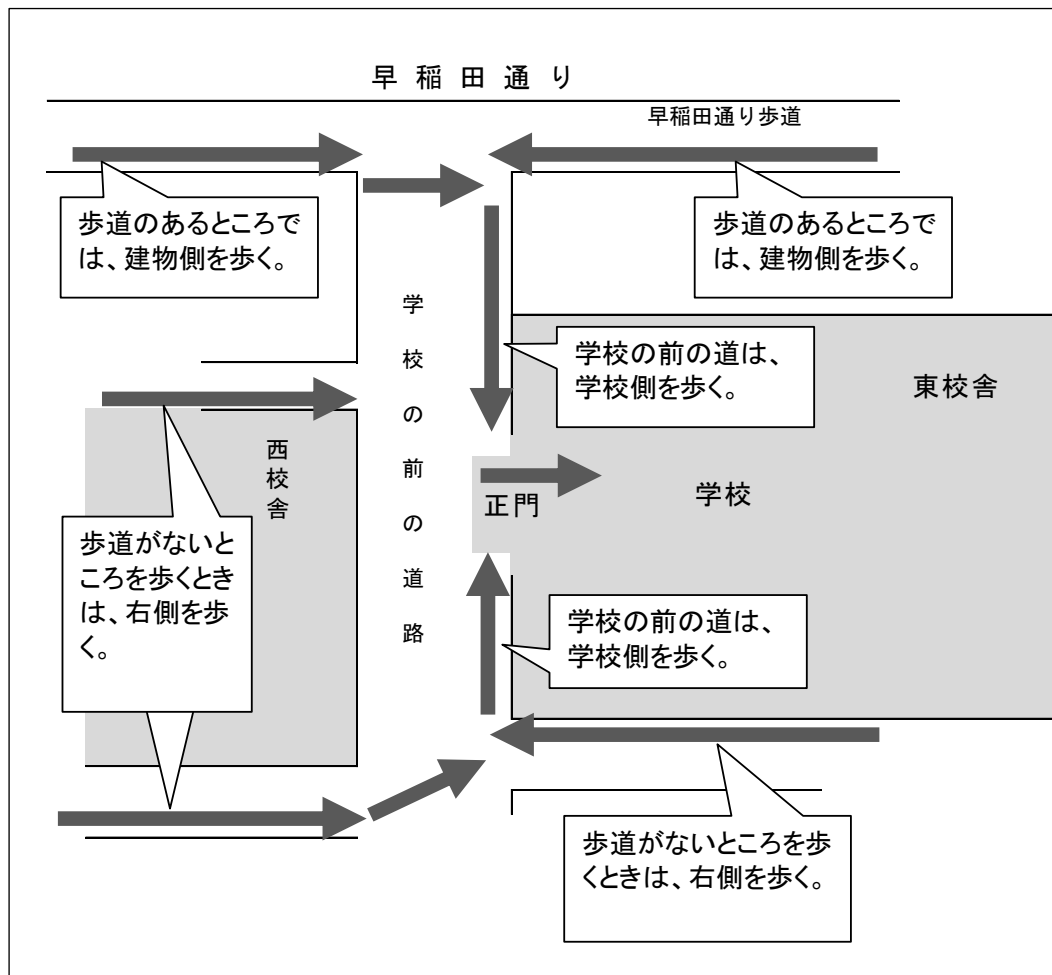 早稲田通り
早稲田通り歩道
歩道のあるところで
は、建物側を歩く。
歩道のあるところで
は、建物側を歩く。
学校の前の道路
学校の前の道は、
学校側を歩く。
東校舎
西校舎
学校
正門
歩道がないと
ころを歩くとき
は、右側を歩
く。
学校の前の道は、
学校側を歩く。
歩道がないところを歩
くときは、右側を歩く。